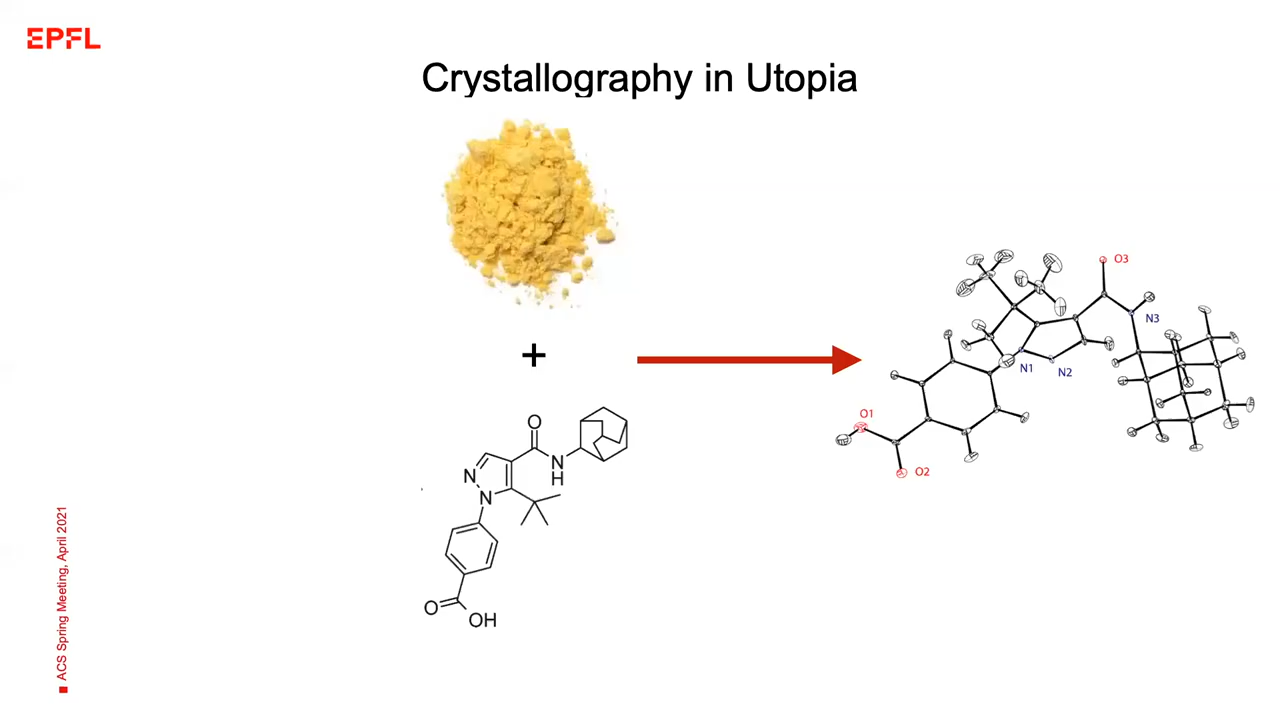 EPFL
Crystallography in Utopia
+
O
N
H
N
N
O
OH
O3
N3
N1
N2
O1
O2
ACS Spring Meeting, April 2021